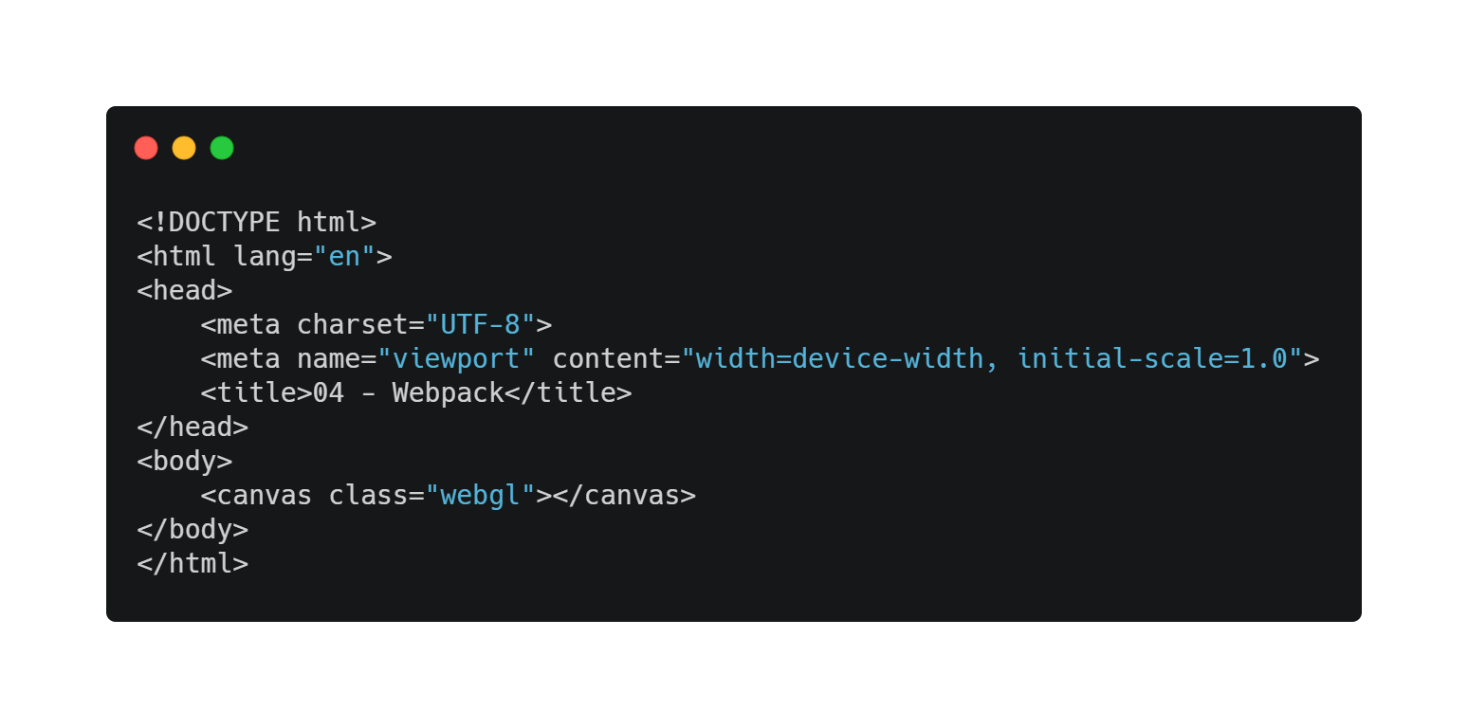 <!DOCTYPE html>
<html lang="en">
<head>
    <meta charset="UTF-8">
    <meta name="viewport" content="width=device-width, initial-scale=1.0">
    <title>04 - Webpack</title>
</head>
<body>
    <canvas class="webgl"></canvas>
</body>
</html>